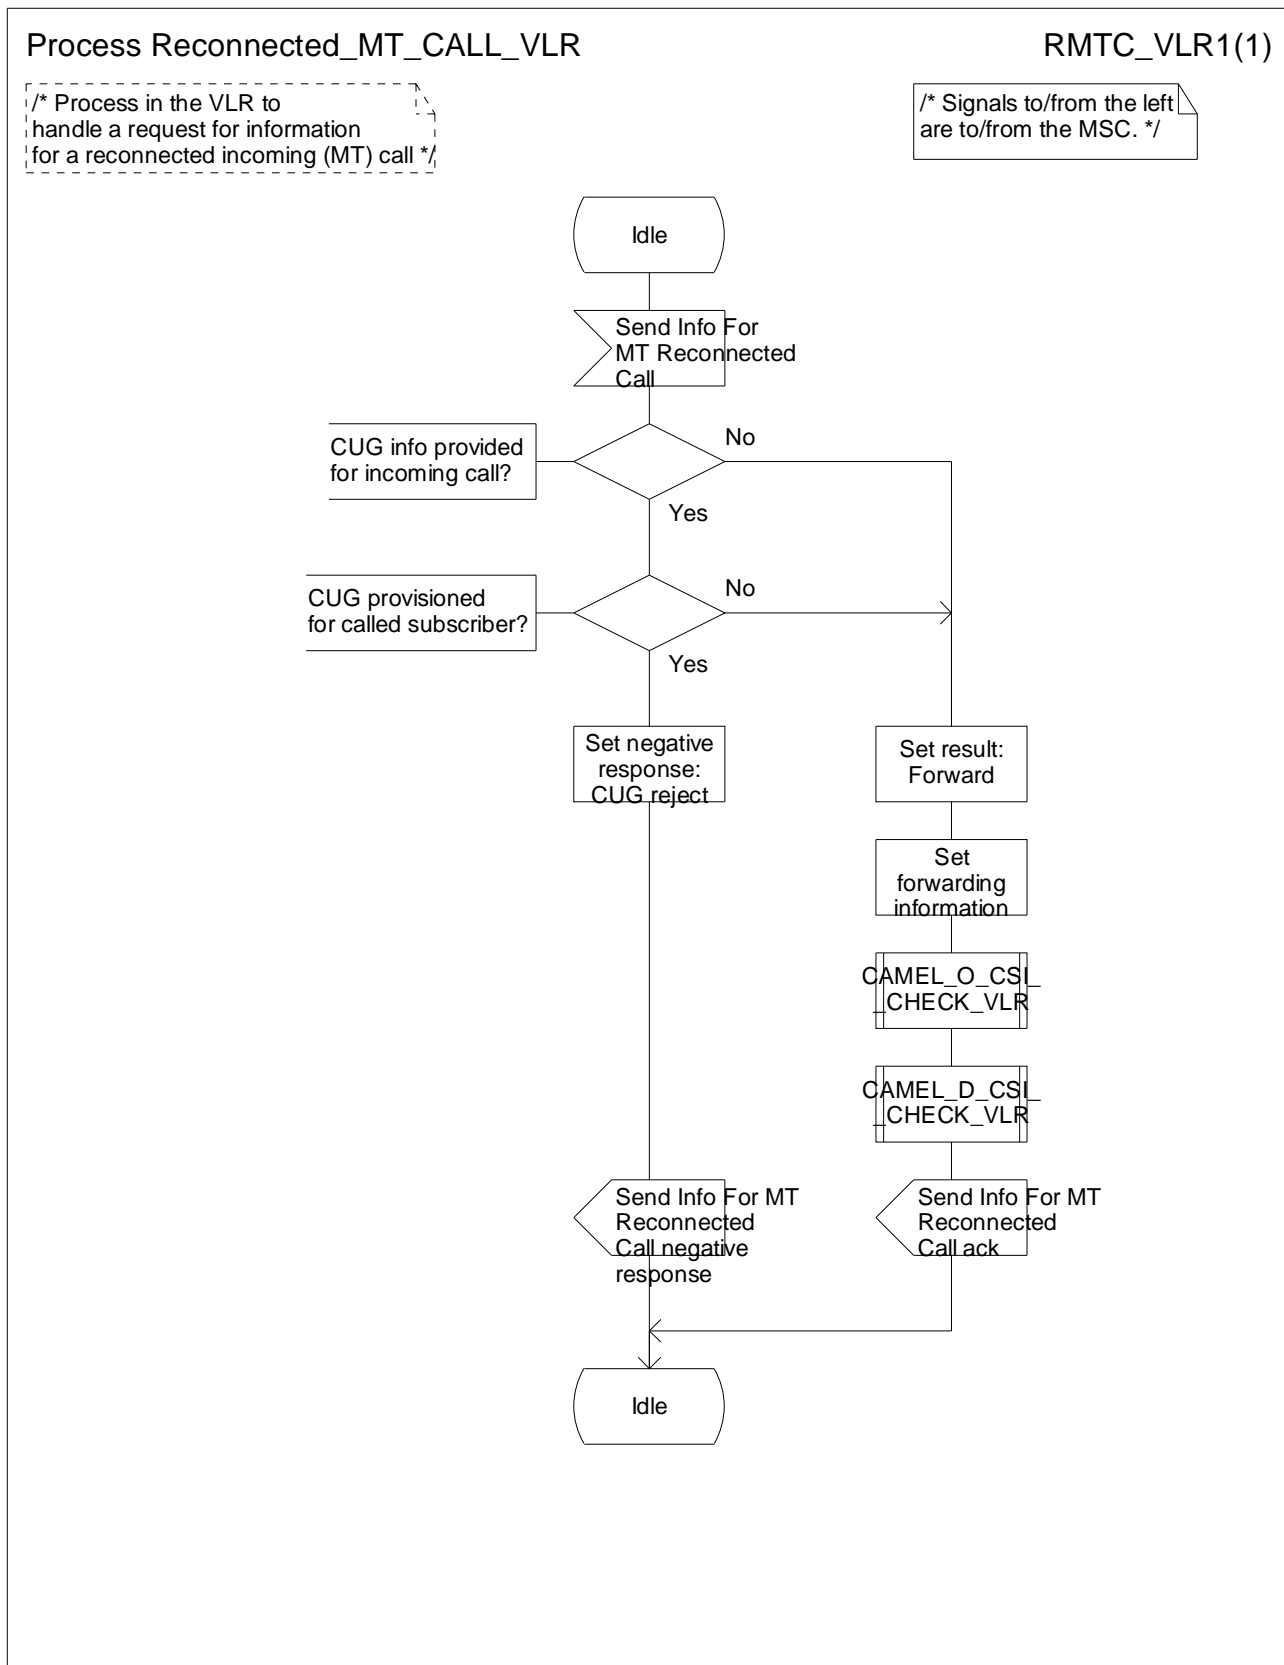 Process Reconnected_MT_CALL_VLR
RMTC_VLR1(1)
/* Process in the VLR to
handle a request for information
for a reconnected incoming (MT) call */
/* Signals to/from the left
are to/from the MSC. */
Idle
Send Info For
MT Reconnected
Call
CUG info provided
for incoming call?
No
Yes
CUG provisioned
for called subscriber?
No
Yes
Set negative
response:
CUG reject
Set result:
Forward
Set
forwarding
information
CAMEL_O_CSI_
_CHECK_VLR
CAMEL_D_CSI_
_CHECK_VLR
Send Info For MT
Reconnected
Call negative
response
Send Info For MT
Reconnected
Call ack
Idle